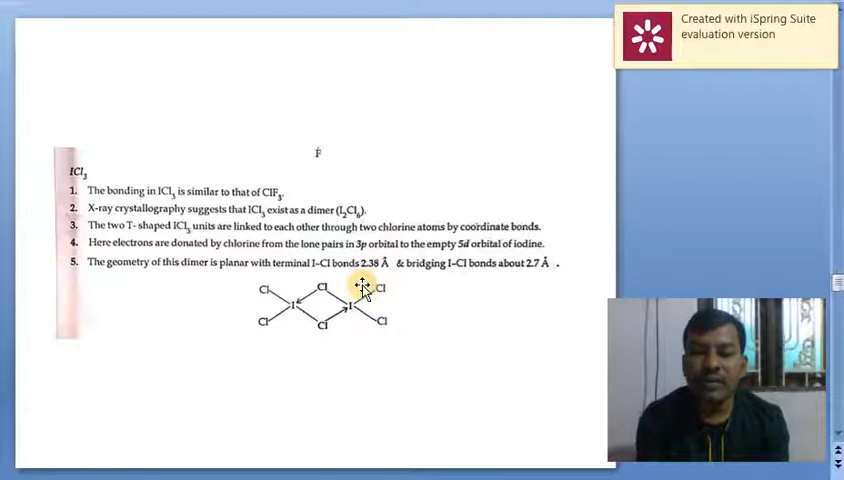 Created with iSpring Suite
evaluation version
F
ICl₃
1. The bonding in ICl₃ is similar to that of ClF₃.
2. X-ray crystallography suggests that ICl₃ exist as a dimer (I₂Cl₆).
3. The two T- shaped ICl₃ units are linked to each other through two chlorine atoms by coordinate bonds.
4. Here electrons are donated by chlorine from the lone pairs in 3p orbital to the empty 5d orbital of iodine.
5. The geometry of this dimer is planar with terminal I–Cl bonds 2.38 Å & bridging I–Cl bonds about 2.7 Å .
Cl Cl Cl
I I
Cl Cl Cl